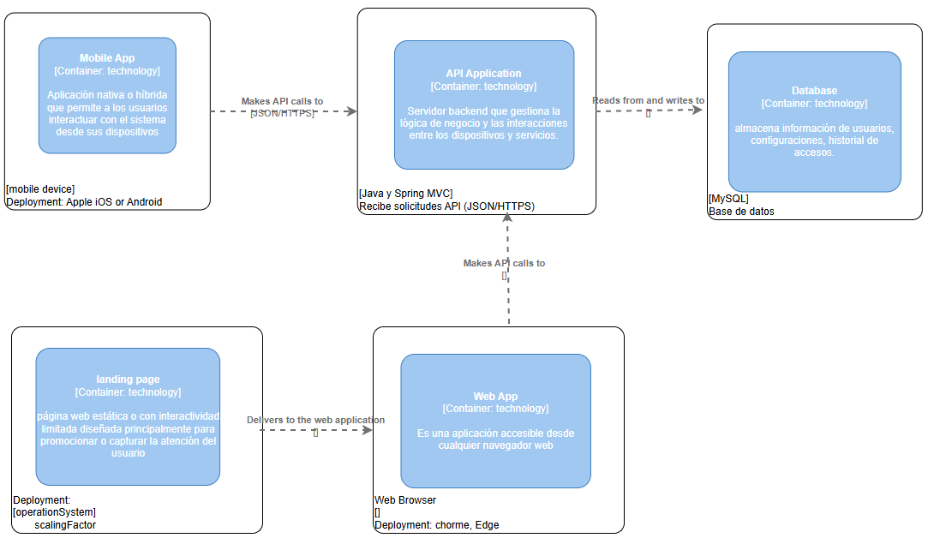 Mobile App
[Container: technology]
Aplicación nativa o híbrida
que permite a los usuarios
interactuar con el sistema
desde sus dispositivos
[mobile device]
Deployment: Apple iOS or Android
Makes API calls to
[JSON/HTTPS]
API Application
[Container: technology]
Servidor backend que gestiona la
lógica de negocio y las interacciones
entre los dispositivos y servicios.
[Java y Spring MVC]
Recibe solicitudes API (JSON/HTTPS)
Reads from and writes to
[]
Database
[Container: technology]
almacena información de usuarios,
configuraciones, historial de
accesos.
[MySQL]
Base de datos
Makes API calls to
[]
landing page
[Container: technology]
página web estática o con interactividad
limitada diseñada principalmente para
promocionar o capturar la atención del
usuario
Deployment:
[operationSystem]
scalingFactor
Delivers to the web application
[]
Web App
[Container: technology]
Es una aplicación accesible desde
cualquier navegador web
Web Browser
[]
Deployment: chorme, Edge